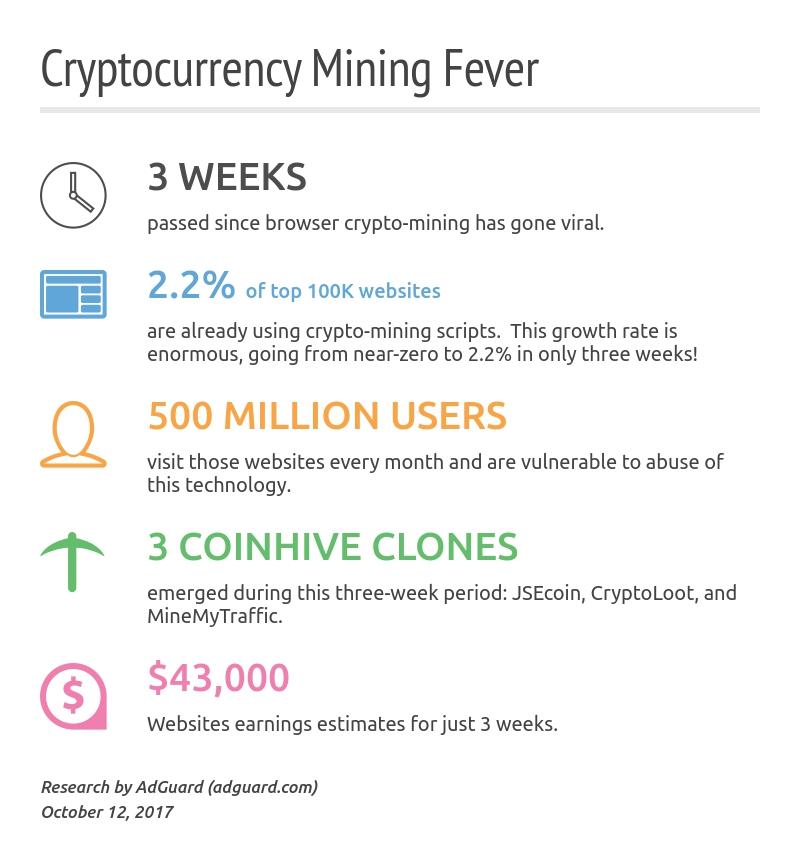 Cryptocurrency Mining Fever
3 WEEKS
passed since browser crypto-mining has gone viral.
2.2% of top 100K websites
are already using crypto-mining scripts.  This growth rate is
enormous, going from near-zero to 2.2% in only three weeks!
500 MILLION USERS
visit those websites every month and are vulnerable to abuse of
this technology.
3 COINHIVE CLONES
emerged during this three-week period: JSEcoin, CryptoLoot, and
MineMyTraffic.
$
$43,000
Websites earnings estimates for just 3 weeks.
Research by AdGuard (adguard.com)
October 12, 2017